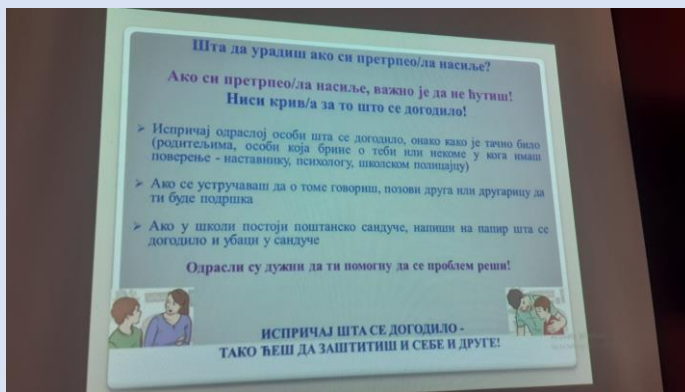 Шта да урадиш ако си претрпео/ла насиље?
Ако си претрпео/ла насиље, важно је да не ћутиш!
Ниси крив/а за то што се догодило!
➢ Испричај одраслој особи шта се догодило, онако како је тачно било
(родитељима, особи која брине о теби или некоме у кога имаш
поверење - наставнику, психологу, школском полицајцу)
➢ Ако се устручаваш да о томе говориш, позови друга или другарицу да
ти буде подршка
➢ Ако у школи постоји поштанско сандуче, напиши на папир шта се
догодило и убаци у сандуче
Одрасли су дужни да ти помогну да се проблем реши!
ИСПРИЧАЈ ШТА СЕ ДОГОДИЛО -
ТАКО ЋЕШ ДА ЗАШТИТИШ И СЕБЕ И ДРУГЕ!